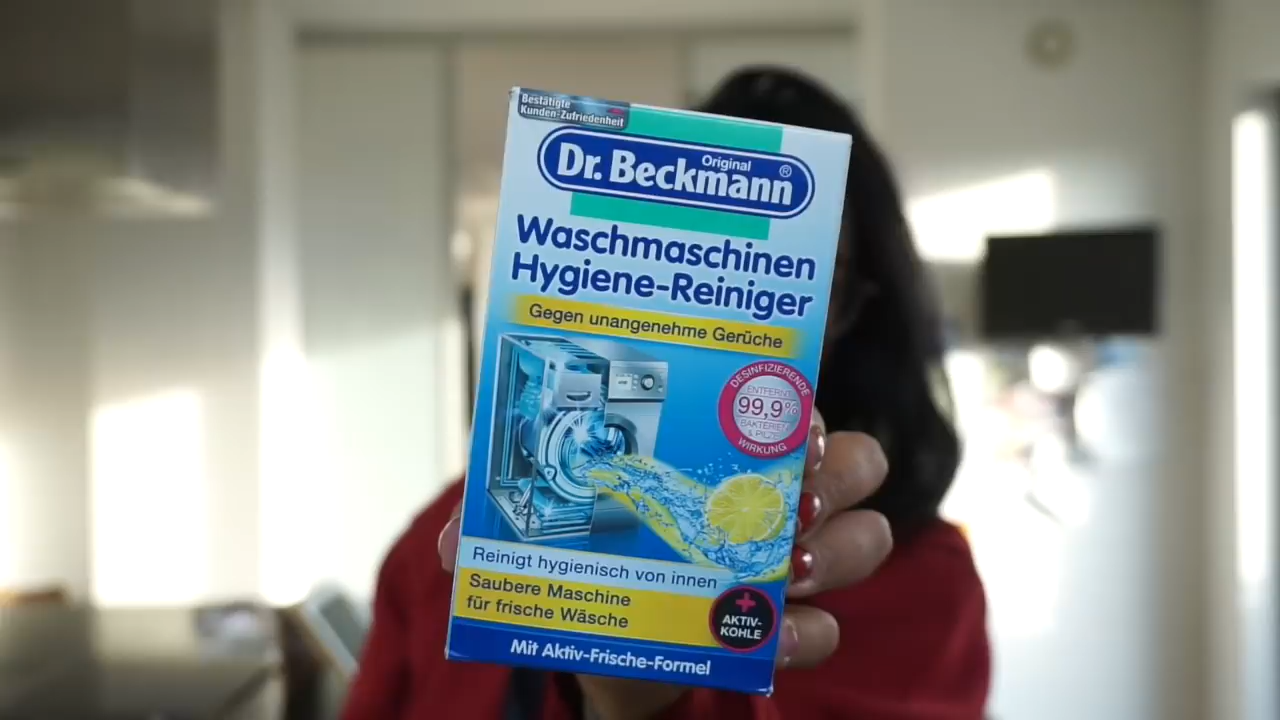 Bestätigte
Kunden-Zufriedenheit
Original
Dr. Beckmann®
Waschmaschinen
Hygiene-Reiniger
Gegen unangenehme Gerüche
DESINFIZIERENDE
ENTFERNT
99,9%
BAKTERIEN
& PILZE
WIRKUNG
Reinigt hygienisch von innen
Saubere Maschine
für frische Wäsche
+
AKTIV-
KOHLE
Mit Aktiv-Frische-Formel